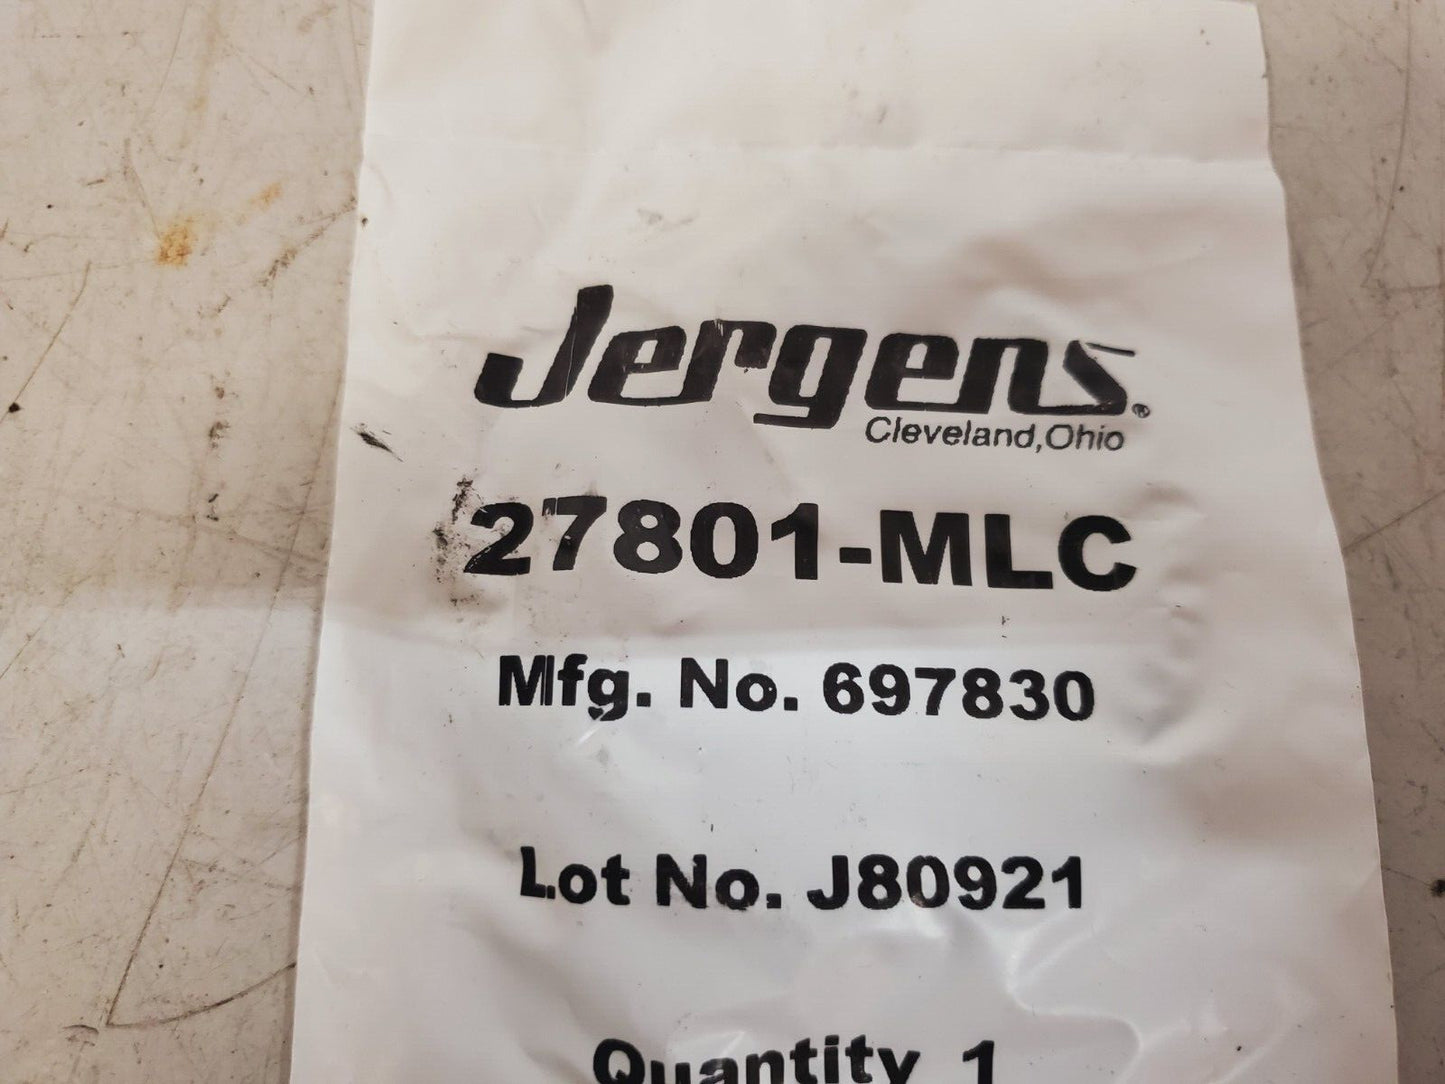 Jergens®
Cleveland, Ohio
27801-MLC
Mfg. No. 697830
Lot No. J80921
Quantity 1